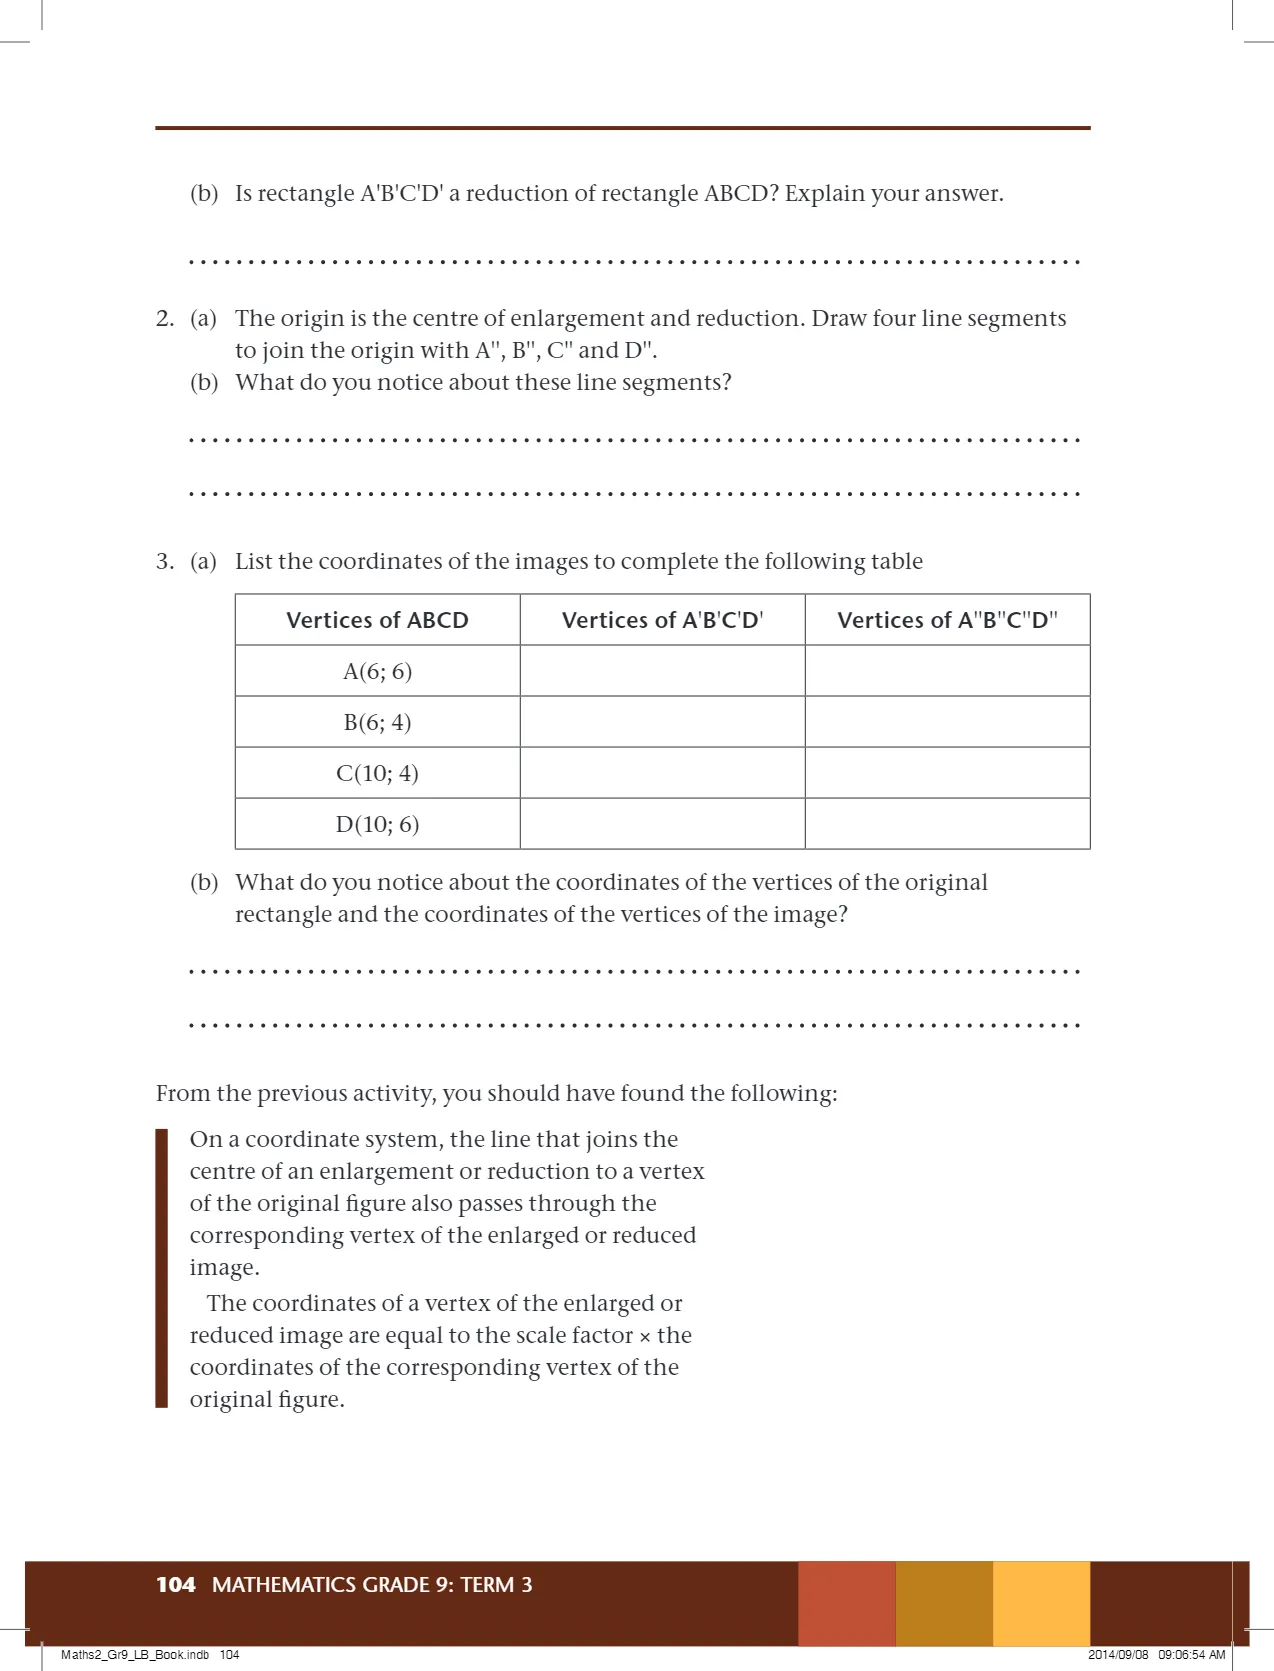 (b) Is rectangle A'B'C'D' a reduction of rectangle ABCD? Explain your answer.
2. (a) The origin is the centre of enlargement and reduction. Draw four line segments
to join the origin with A", B", C" and D".
(b) What do you notice about these line segments?
3. (a) List the coordinates of the images to complete the following table
Vertices of ABCD Vertices of A'B'C'D' Vertices of A"B"C"D"
A(6; 6)
B(6; 4)
C(10; 4)
D(10; 6)
(b) What do you notice about the coordinates of the vertices of the original
rectangle and the coordinates of the vertices of the image?
From the previous activity, you should have found the following:
On a coordinate system, the line that joins the
centre of an enlargement or reduction to a vertex
of the original figure also passes through the
corresponding vertex of the enlarged or reduced
image.
The coordinates of a vertex of the enlarged or
reduced image are equal to the scale factor × the
coordinates of the corresponding vertex of the
original figure.
104 MATHEMATICS GRADE 9: TERM 3
Maths2_Gr9_LB_Book.indb 104 2014/09/08 09:06:54 AM